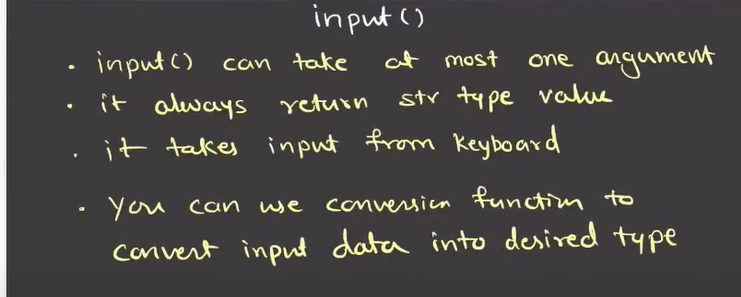 input()
• input() can take at most one argument
• it always return str type value
• it takes input from keyboard
• You can use conversion function to
convert input data into desired type